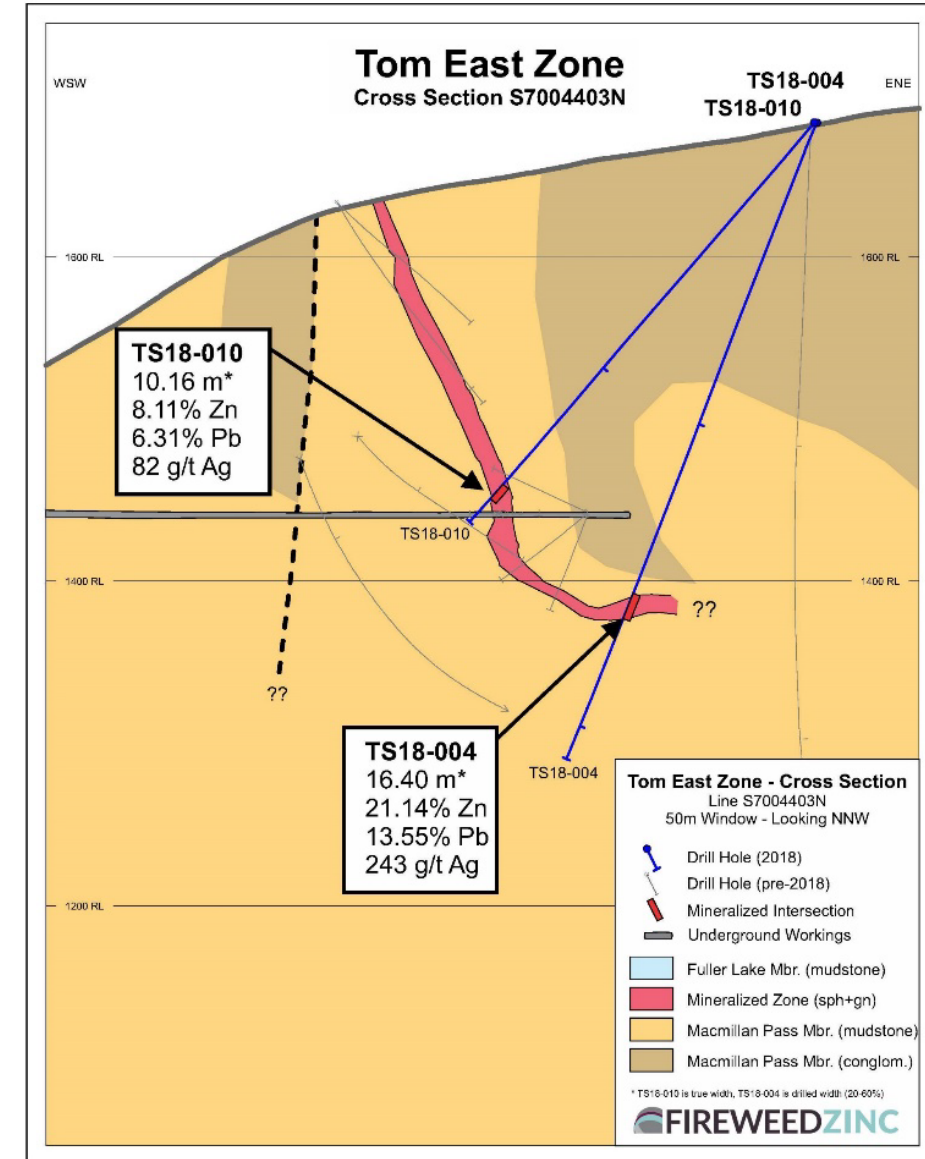 Tom East Zone
Cross Section S7004403N
WSW
ENE
TS18-004
TS18-010
1600 RL
1600 RL
TS18-010
10.16 m*
8.11% Zn
6.31% Pb
82 g/t Ag
TS18-010
1400 RL
1400 RL
??
??
TS18-004
16.40 m*
21.14% Zn
13.55% Pb
243 g/t Ag
TS18-004
1200 RL
Tom East Zone - Cross Section
Line S7004403N
50m Window - Looking NNW
Drill Hole (2018)
Drill Hole (pre-2018)
Mineralized Intersection
Underground Workings
Fuller Lake Mbr. (mudstone)
Mineralized Zone (sph+gn)
Macmillan Pass Mbr. (mudstone)
Macmillan Pass Mbr. (conglom.)
* TS18-010 is true width, TS18-004 is drilled width (20-60%)
FIREWEEDZINC